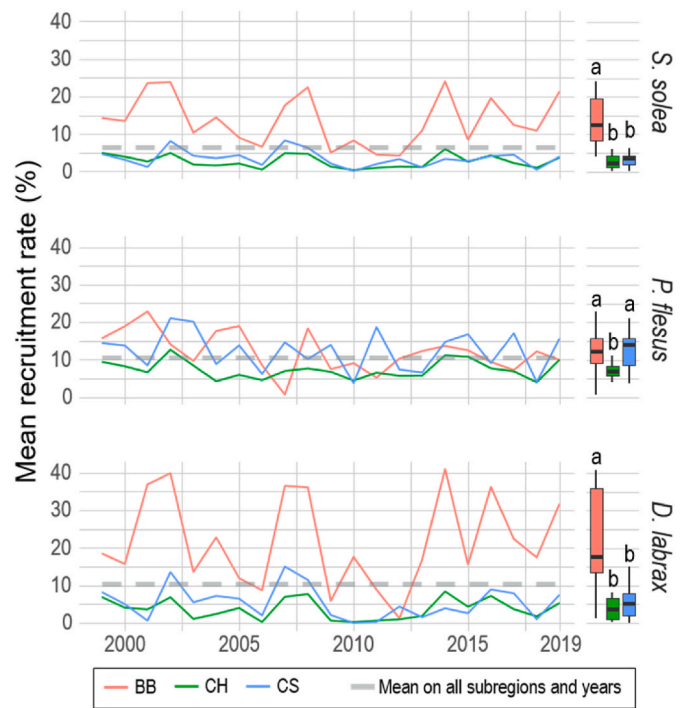 Mean recruitment rate (%)
40
30
20
10
0
a
b
b
S. solea
40
30
20
10
0
a
b
a
P. flesus
40
30
20
10
0
a
b
b
D. labrax
2000 2005 2010 2015 2019
BB CH CS Mean on all subregions and years